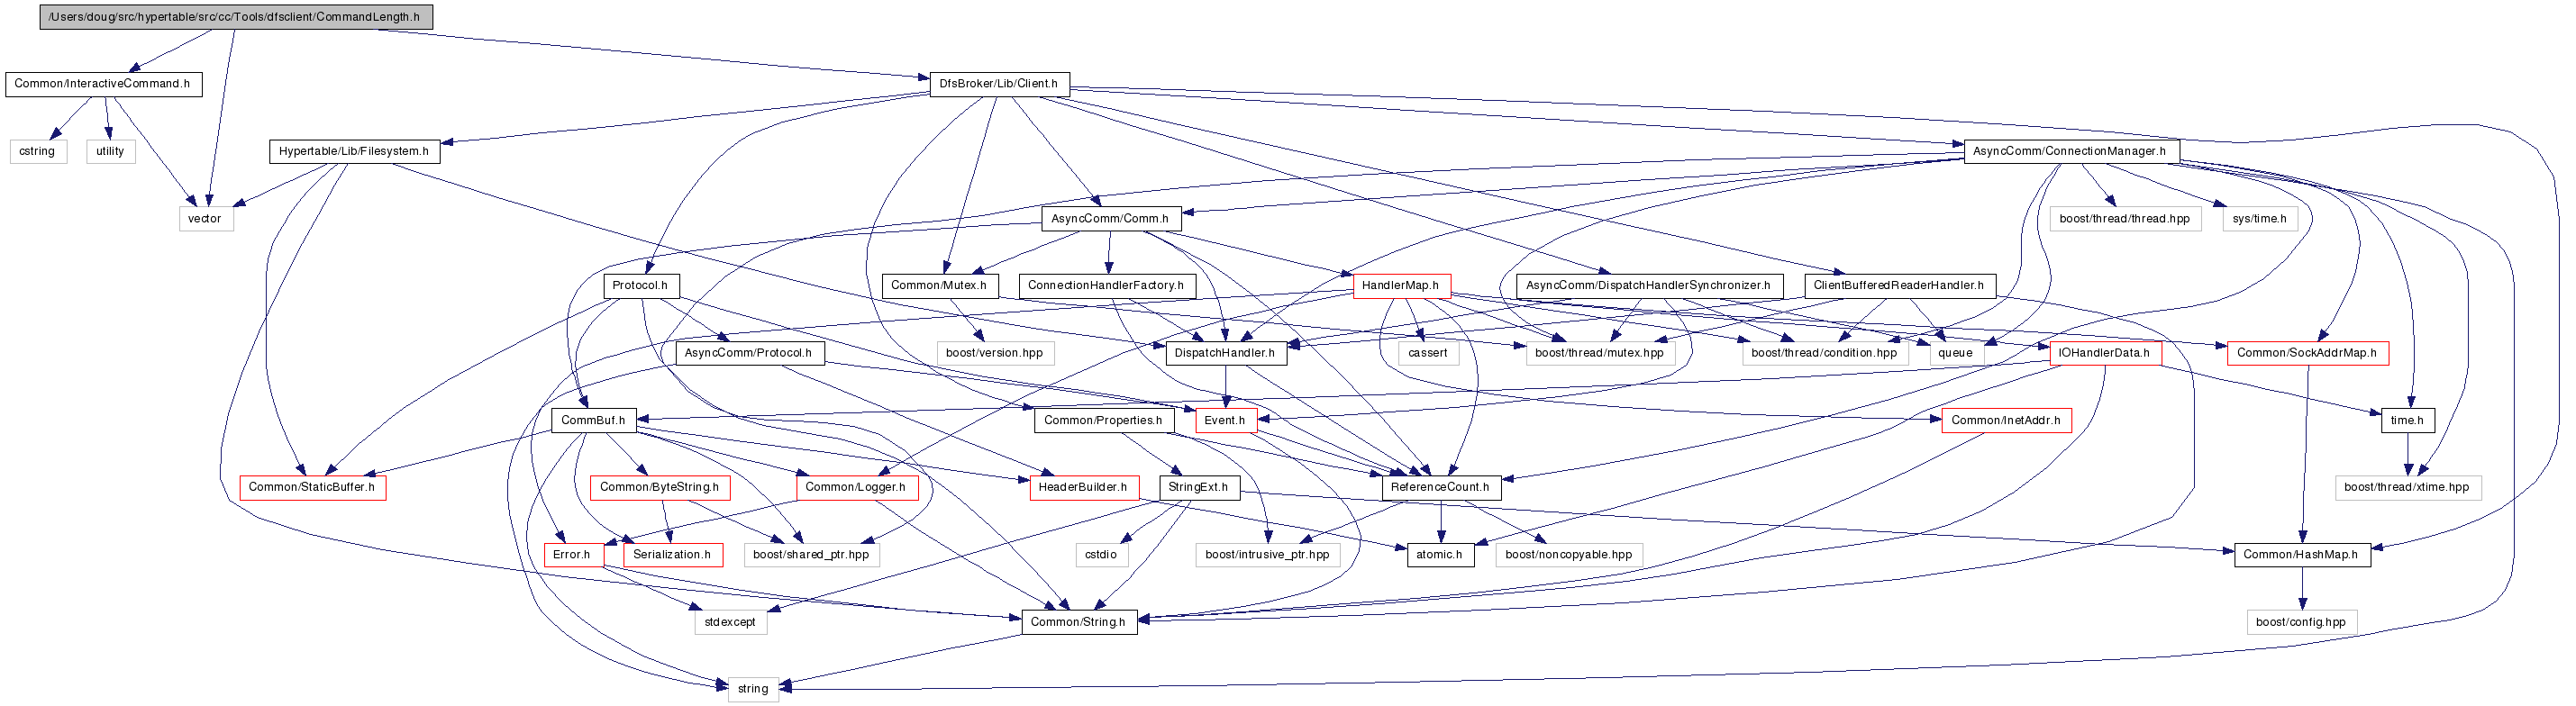 /Users/doug/src/hypertable/src/cc/Tools/dfsclient/CommandLength.h
Common/InteractiveCommand.h
DfsBroker/Lib/Client.h
cstring
utility
Hypertable/Lib/Filesystem.h
AsyncComm/ConnectionManager.h
vector
AsyncComm/Comm.h
boost/thread/thread.hpp
sys/time.h
Protocol.h
Common/Mutex.h
ConnectionHandlerFactory.h
HandlerMap.h
AsyncComm/DispatchHandlerSynchronizer.h
ClientBufferedReaderHandler.h
AsyncComm/Protocol.h
boost/version.hpp
DispatchHandler.h
cassert
boost/thread/mutex.hpp
boost/thread/condition.hpp
queue
IOHandlerData.h
Common/SockAddrMap.h
CommBuf.h
Common/Properties.h
Event.h
Common/InetAddr.h
time.h
Common/StaticBuffer.h
Common/ByteString.h
Common/Logger.h
HeaderBuilder.h
StringExt.h
ReferenceCount.h
boost/thread/xtime.hpp
Error.h
Serialization.h
boost/shared_ptr.hpp
cstdio
boost/intrusive_ptr.hpp
atomic.h
boost/noncopyable.hpp
Common/HashMap.h
stdexcept
Common/String.h
boost/config.hpp
string